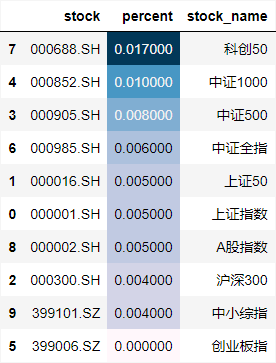 stock percent stock_name
7 000688.SH 0.017000 科创50
4 000852.SH 0.010000 中证1000
3 000905.SH 0.008000 中证500
6 000985.SH 0.006000 中证全指
1 000016.SH 0.005000 上证50
0 000001.SH 0.005000 上证指数
8 000002.SH 0.005000 A股指数
2 000300.SH 0.004000 沪深300
9 399101.SZ 0.004000 中小综指
5 399006.SZ 0.000000 创业板指